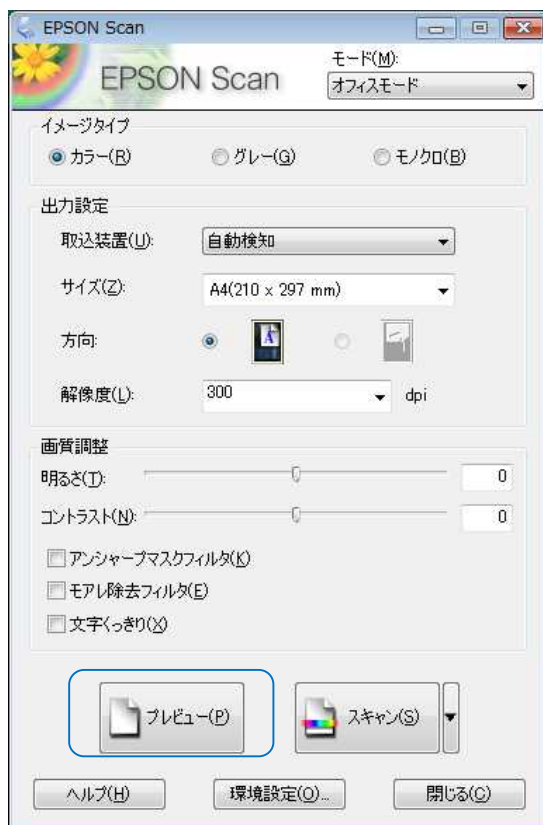 EPSON Scan
EPSON Scan
モード(M):
オフィスモード
イメージタイプ
カラー(R) グレー(G) モノクロ(B)
出力設定
取込装置(U): 自動検知
サイズ(Z): A4(210 x 297 mm)
方向:
解像度(L): 300 dpi
画質調整
明るさ(T): 0
コントラスト(N): 0
アンシャープマスクフィルタ(K)
モアレ除去フィルタ(E)
文字くっきり(X)
プレビュー(P) スキャン(S)
ヘルプ(H) 環境設定(O)... 閉じる(C)